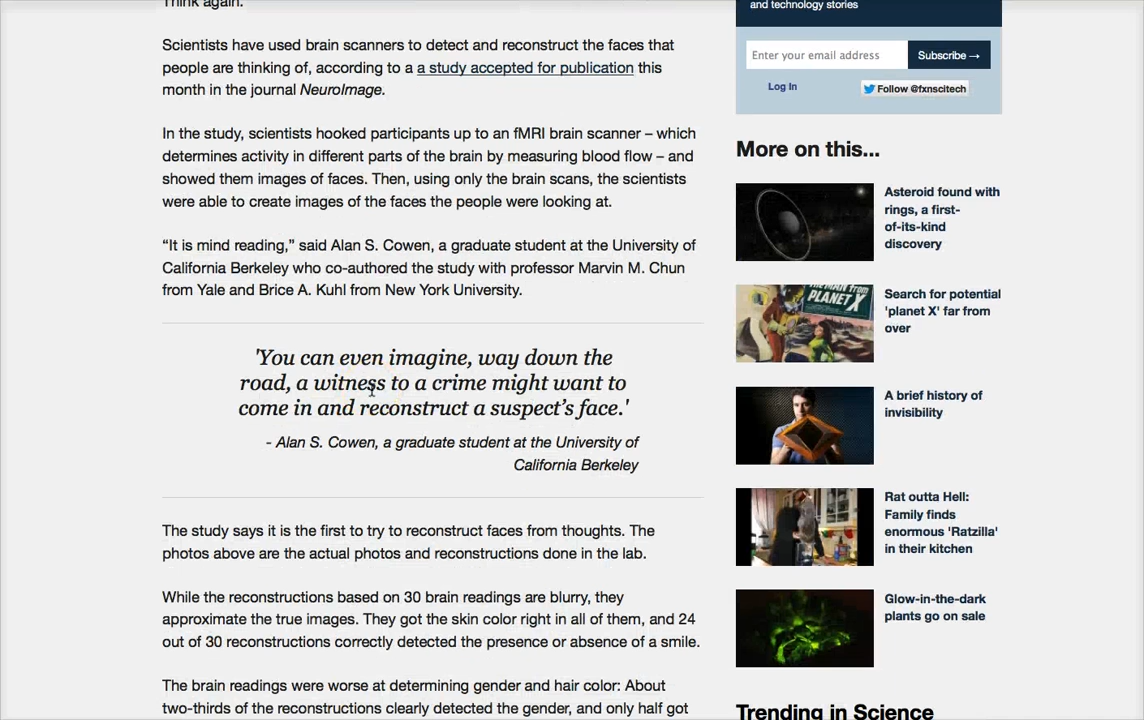 Think again.
Scientists have used brain scanners to detect and reconstruct the faces that
people are thinking of, according to a a study accepted for publication this
month in the journal NeuroImage.
In the study, scientists hooked participants up to an fMRI brain scanner – which
determines activity in different parts of the brain by measuring blood flow – and
showed them images of faces. Then, using only the brain scans, the scientists
were able to create images of the faces the people were looking at.
“It is mind reading,” said Alan S. Cowen, a graduate student at the University of
California Berkeley who co-authored the study with professor Marvin M. Chun
from Yale and Brice A. Kuhl from New York University.
'You can even imagine, way down the
road, a witness to a crime might want to
come in and reconstruct a suspect’s face.'
- Alan S. Cowen, a graduate student at the University of
California Berkeley
The study says it is the first to try to reconstruct faces from thoughts. The
photos above are the actual photos and reconstructions done in the lab.
While the reconstructions based on 30 brain readings are blurry, they
approximate the true images. They got the skin color right in all of them, and 24
out of 30 reconstructions correctly detected the presence or absence of a smile.
The brain readings were worse at determining gender and hair color: About
two-thirds of the reconstructions clearly detected the gender, and only half got
and technology stories
Enter your email address
Subscribe →
Log In
Follow @fxnscitech
More on this...
Asteroid found with
rings, a first-
of-its-kind
discovery
PLANET X
Search for potential
'planet X' far from
over
A brief history of
invisibility
Rat outta Hell:
Family finds
enormous 'Ratzilla'
in their kitchen
Glow-in-the-dark
plants go on sale
Trending in Science